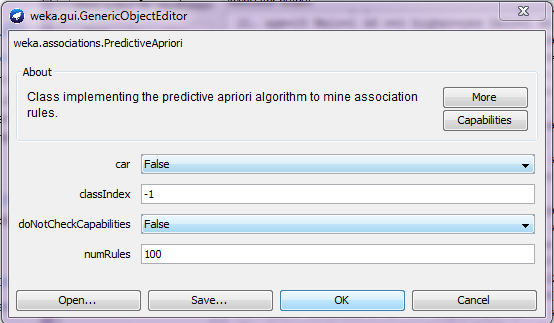 weka.gui.GenericObjectEditor
weka.associations.PredictiveApriori
About
Class implementing the predictive apriori algorithm to mine association
rules.
More
Capabilities
car False
classIndex -1
doNotCheckCapabilities False
numRules 100
Open... Save... OK Cancel